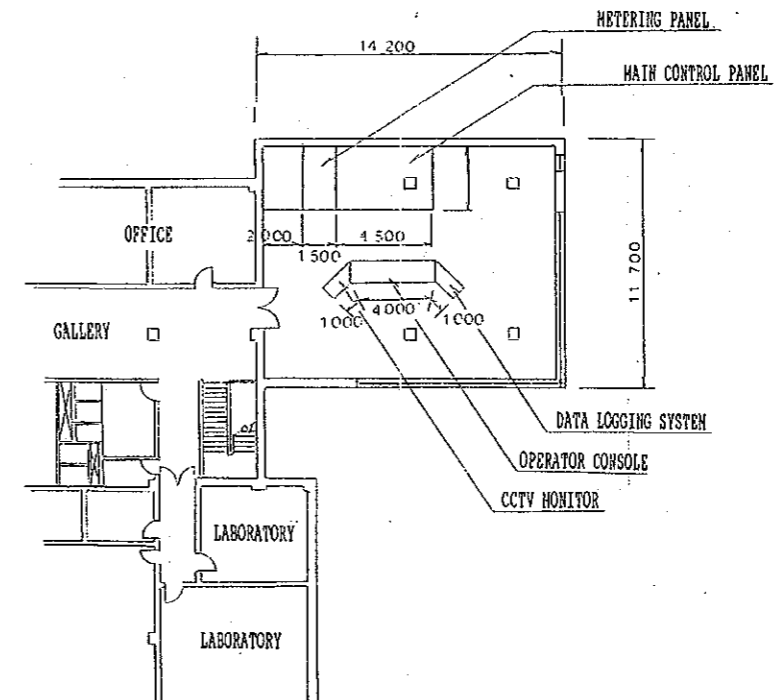 METERING PANEL
14 200
MAIN CONTROL PANEL
OFFICE
2 000
4 500
1 500
11 700
4 000
1 000
1 000
GALLERY
DATA LOGGING SYSTEM
OPERATOR CONSOLE
CCTV MONITOR
LABORATORY
LABORATORY